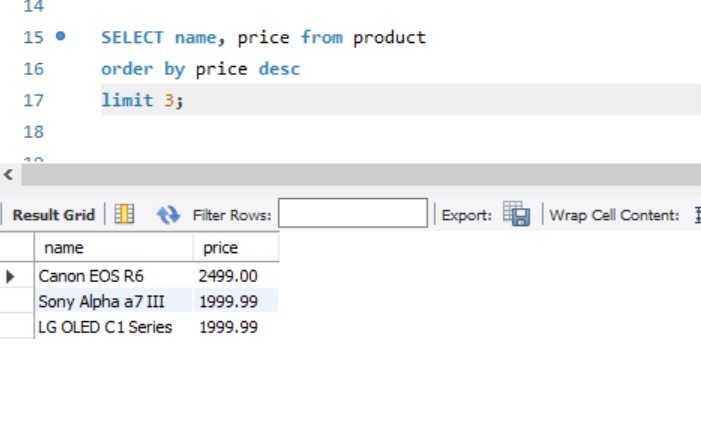 14
15 SELECT name, price from product
16 order by price desc
17 limit 3;
18
Result Grid Filter Rows: Export: Wrap Cell Content:
name price
Canon EOS R6 2499.00
Sony Alpha a7 III 1999.99
LG OLED C1 Series 1999.99